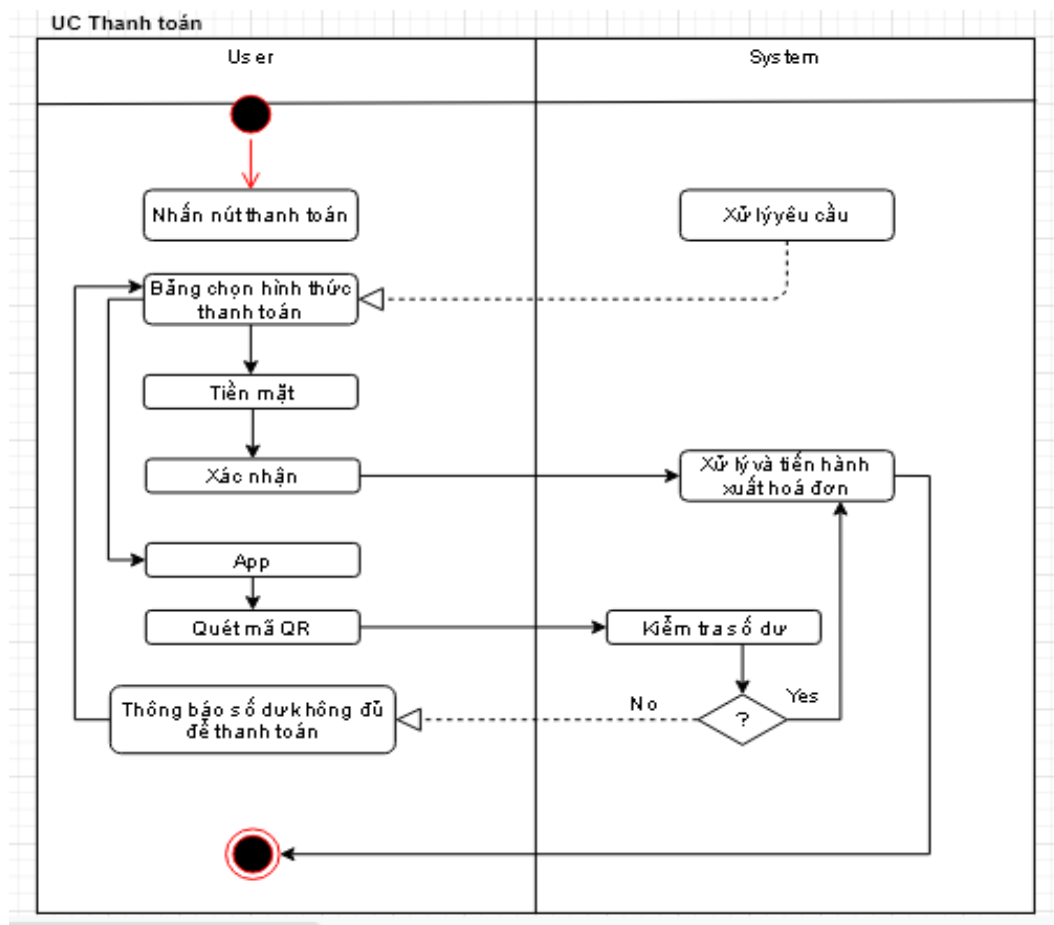 UC Thanh toán
User
System
Nhấn nút thanh toán
Xử lý yêu cầu
Bảng chọn hình thức
thanh toán
Tiền mặt
Xác nhận
Xử lý và tiến hành
xuất hoá đơn
App
Quét mã QR
Kiểm tra số dư
Thông báo số dư không đủ
để thanh toán
No
?
Yes